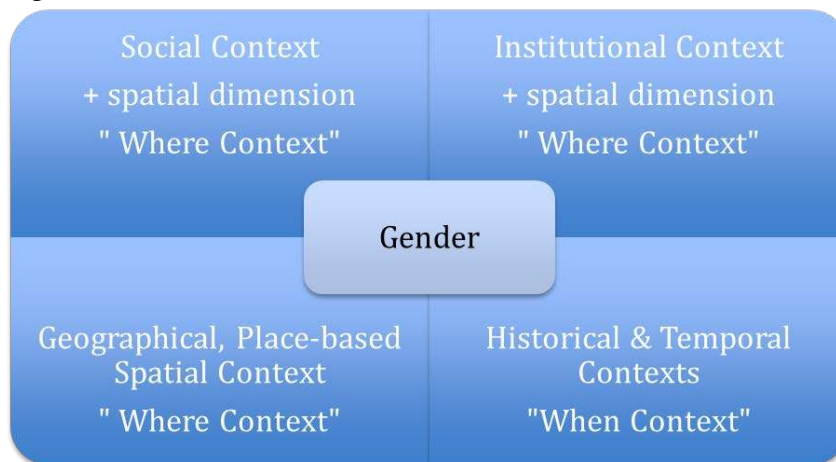 Social Context
+ spatial dimension
" Where Context"
Institutional Context
+ spatial dimension
" Where Context"
Gender
Geographical, Place-based
Spatial Context
" Where Context"
Historical & Temporal
Contexts
"When Context"